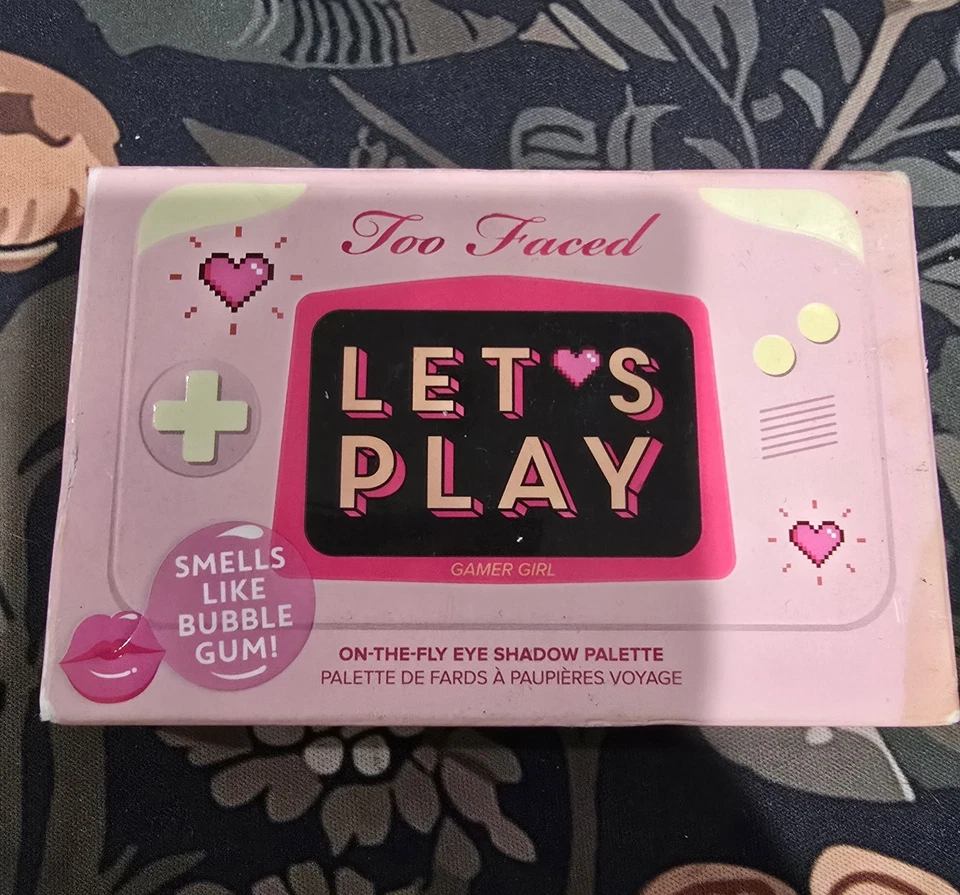 Too Faced
LET'S
PLAY
GAMER GIRL
SMELLS
LIKE
BUBBLE
GUM!
ON-THE-FLY EYE SHADOW PALETTE
PALETTE DE FARDS À PAUPIÈRES VOYAGE